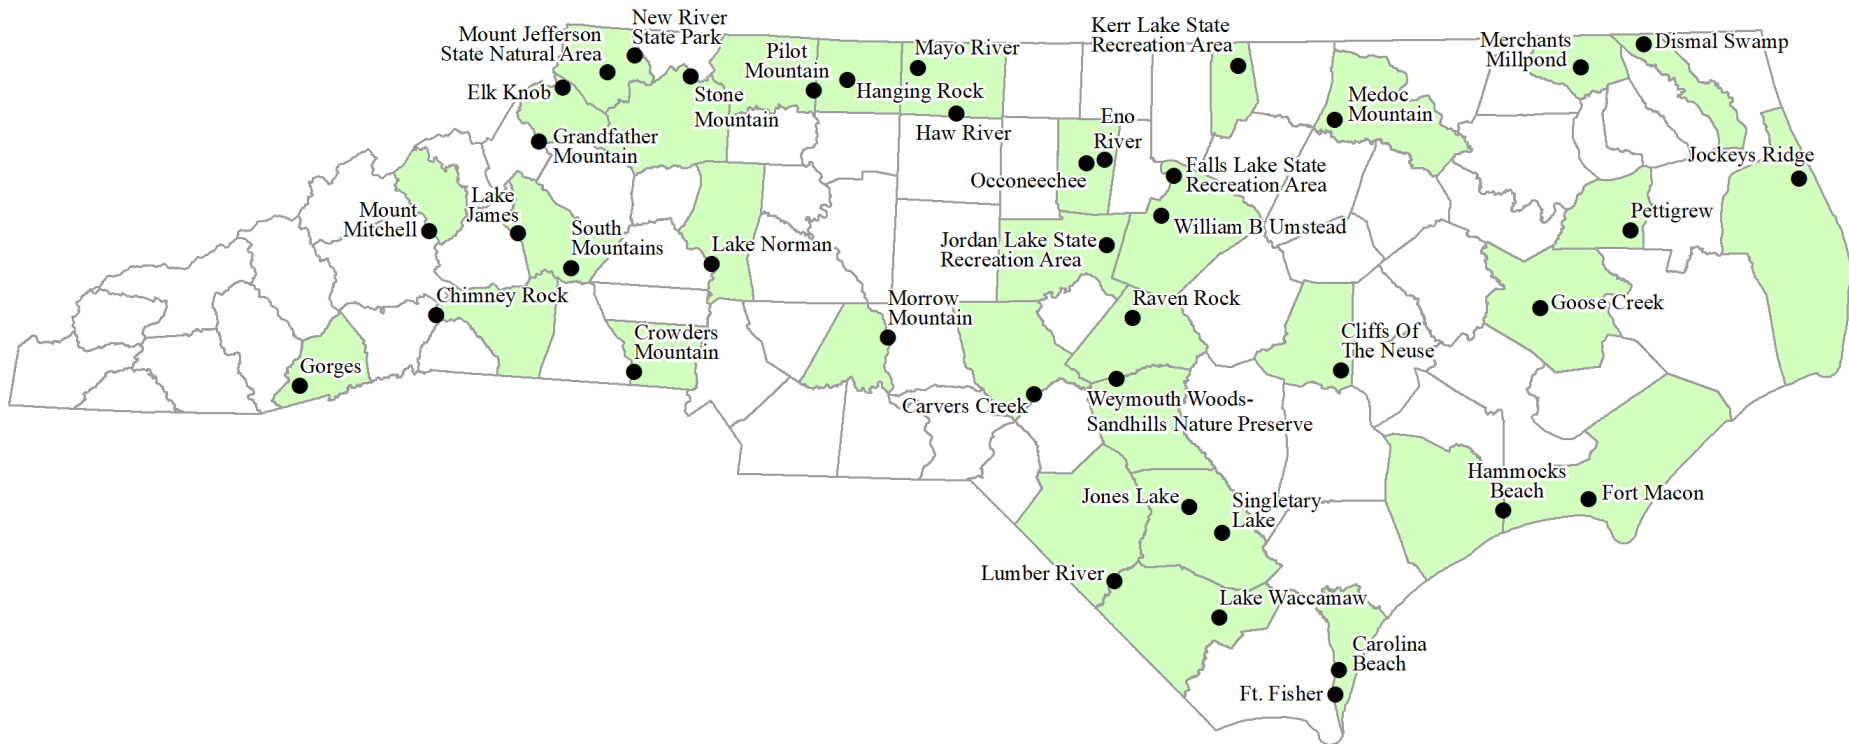 New River
State Park
Mount Jefferson
State Natural Area
Elk Knob
Stone
Mountain
Pilot
Mountain
Hanging Rock
Mayo River
Haw River
Kerr Lake State
Recreation Area
Medoc
Mountain
Merchants
Millpond
Dismal Swamp
Jockeys Ridge
Grandfather
Mountain
Eno
River
Occoneechee
Falls Lake State
Recreation Area
William B Umstead
Pettigrew
Mount
Mitchell
Lake
James
South
Mountains
Lake Norman
Jordan Lake State
Recreation Area
Chimney Rock
Morrow
Mountain
Raven Rock
Goose Creek
Crowders
Mountain
Cliffs Of
The Neuse
Gorges
Carvers Creek
Weymouth Woods-
Sandhills Nature Preserve
Jones Lake
Singletary
Lake
Hammocks
Beach
Fort Macon
Lumber River
Lake Waccamaw
Carolina
Beach
Ft. Fisher